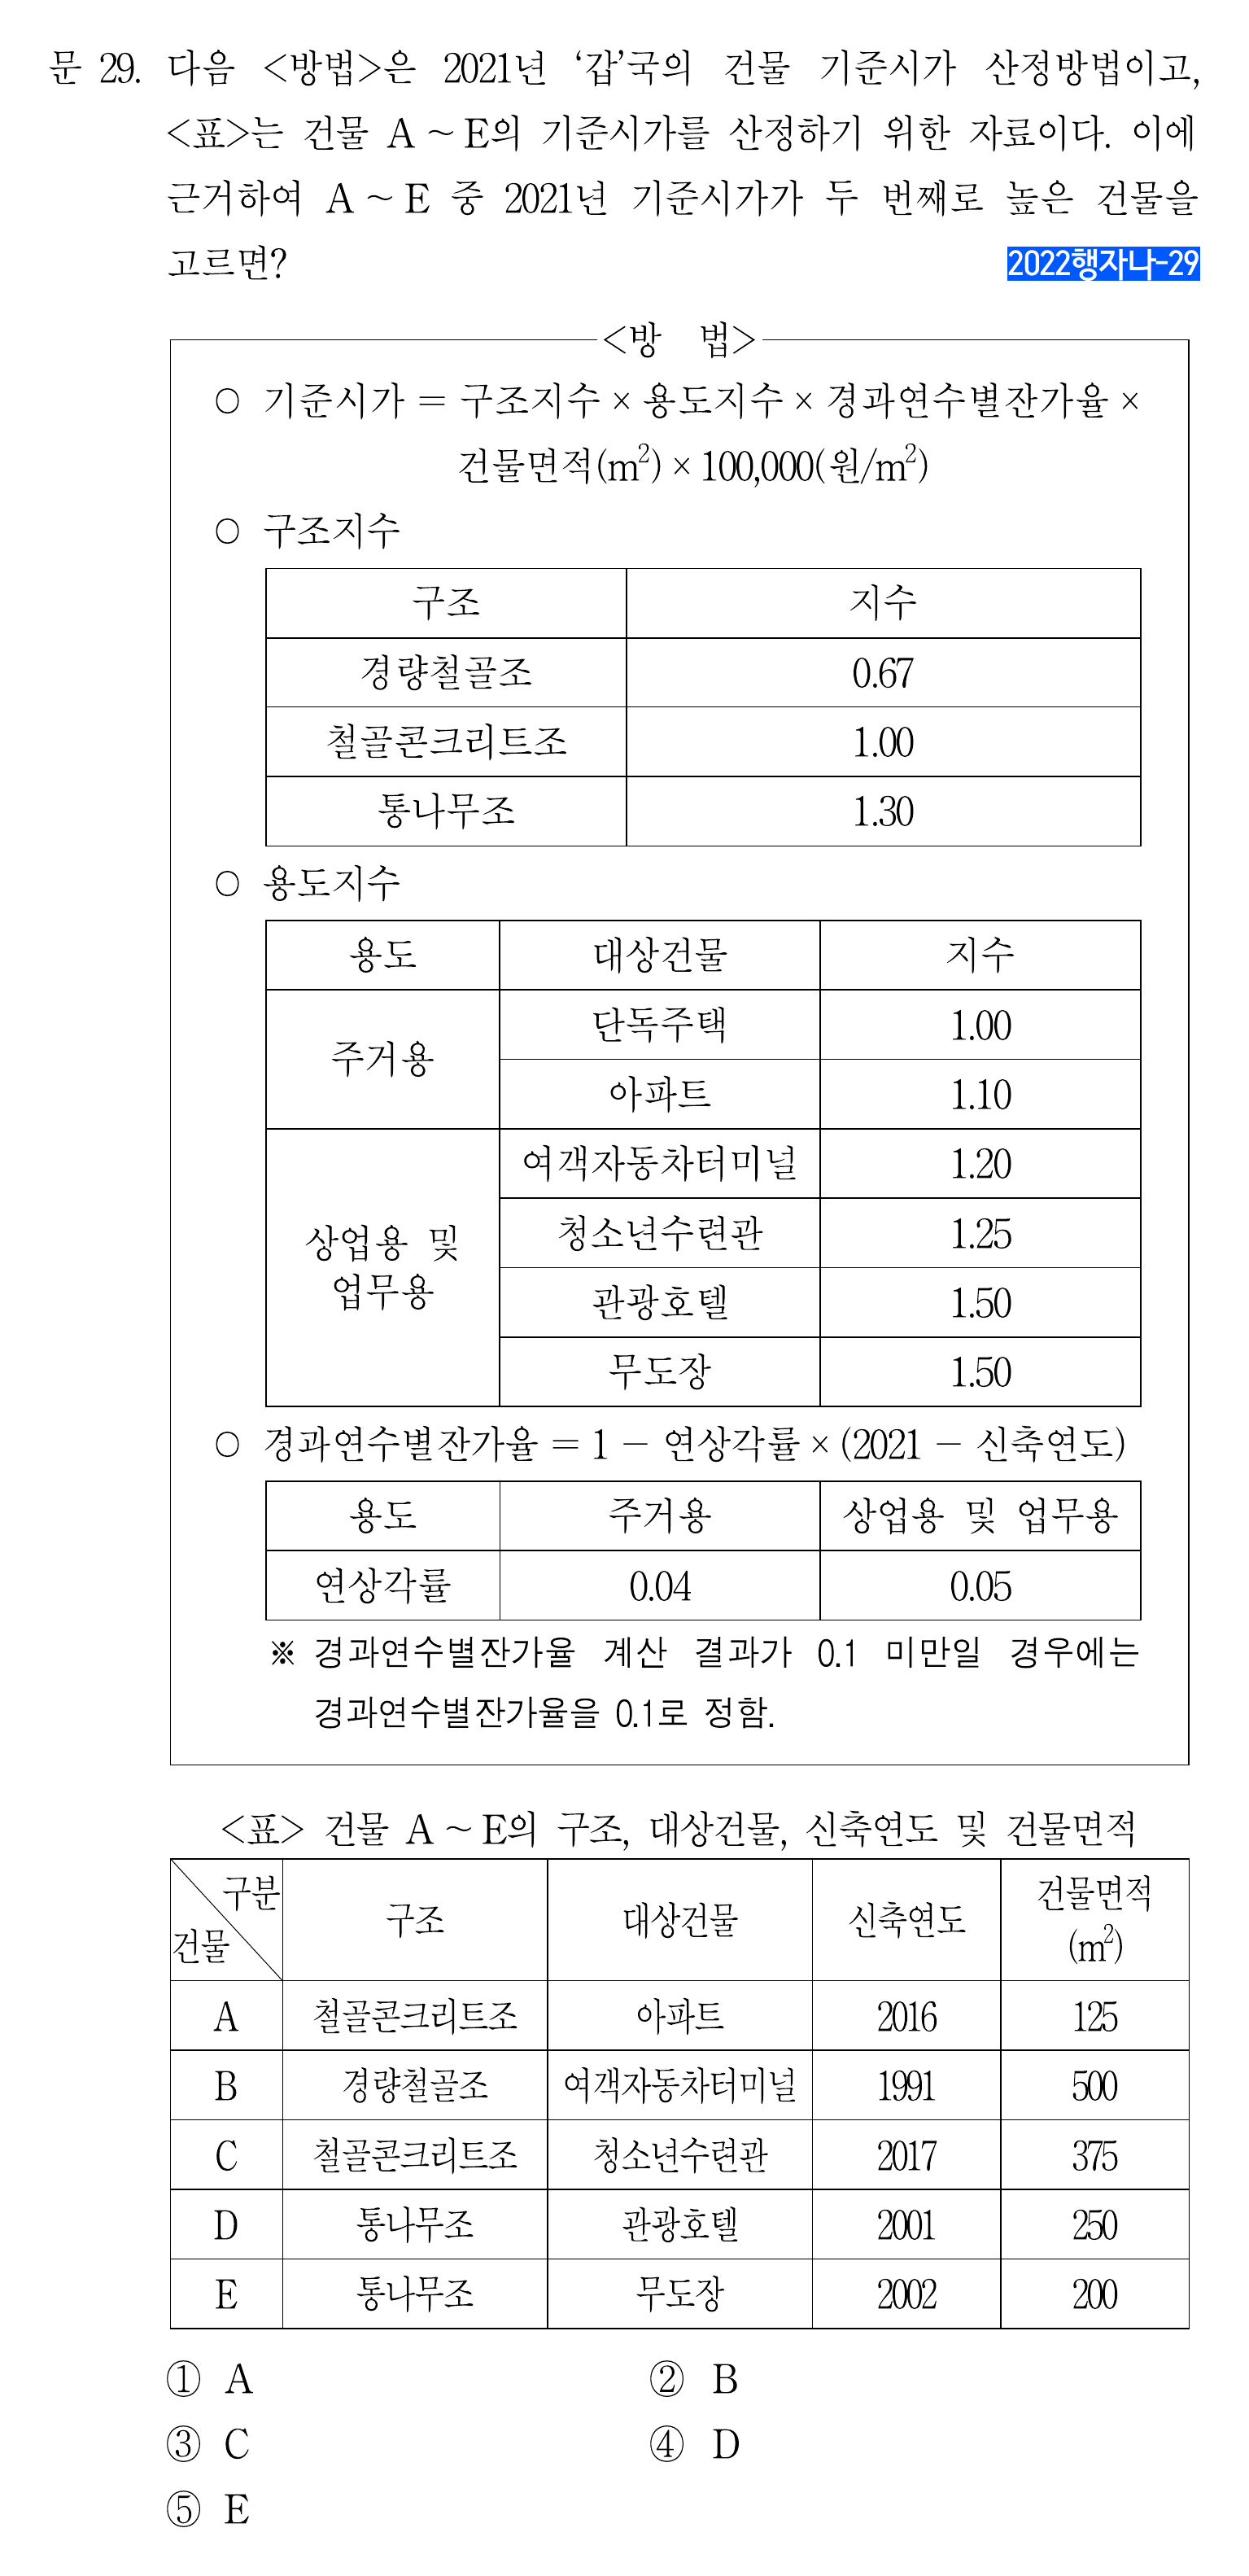 문 29. 다음 <방법>은 2021년 ‘갑’국의 건물 기준시가 산정방법이고,
<표>는 건물 A ~ E의 기준시가를 산정하기 위한 자료이다. 이에
근거하여 A ~ E 중 2021년 기준시가가 두 번째로 높은 건물을
고르면? 2022행자나-29
<방 법>
○ 기준시가 = 구조지수 × 용도지수 × 경과연수별잔가율 ×
건물면적(m²) × 100,000(원/m²)
○ 구조지수
구조 지수
경량철골조 0.67
철골콘크리트조 1.00
통나무조 1.30
○ 용도지수
용도 대상건물 지수
주거용 단독주택 1.00
아파트 1.10
상업용 및 업무용 여객자동차터미널 1.20
청소년수련관 1.25
관광호텔 1.50
무도장 1.50
○ 경과연수별잔가율 = 1 − 연상각률 × (2021 − 신축연도)
용도 주거용 상업용 및 업무용
연상각률 0.04 0.05
※ 경과연수별잔가율 계산 결과가 0.1 미만일 경우에는
경과연수별잔가율을 0.1로 정함.
<표> 건물 A ~ E의 구조, 대상건물, 신축연도 및 건물면적
구분 건물 구조 대상건물 신축연도 건물면적 (m²)
A 철골콘크리트조 아파트 2016 125
B 경량철골조 여객자동차터미널 1991 500
C 철골콘크리트조 청소년수련관 2017 375
D 통나무조 관광호텔 2001 250
E 통나무조 무도장 2002 200
① A ② B
③ C ④ D
⑤ E